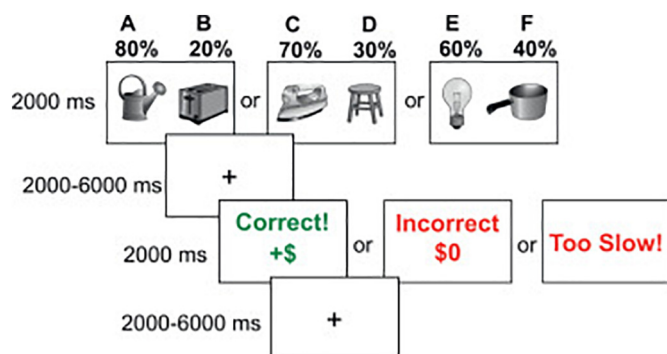 A B C D E F
80% 20% 70% 30% 60% 40%
2000 ms or or
2000-6000 ms +
Correct! Incorrect
2000 ms +$ or $0 or Too Slow!
2000-6000 ms +